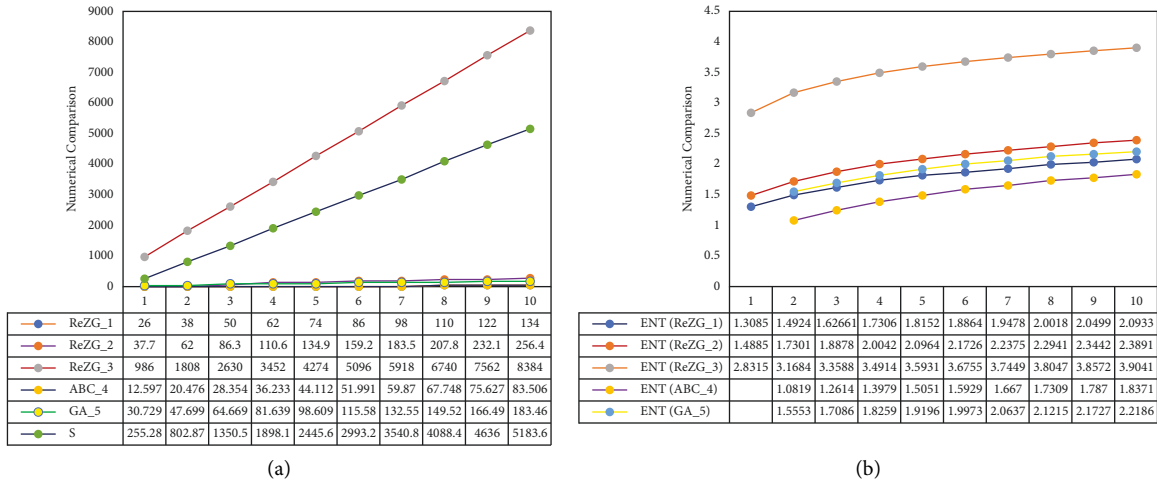 9000
8000
7000
6000
5000
4000
3000
2000
1000
0
Numerical Comparison
1 2 3 4 5 6 7 8 9 10
ReZG_1 26 38 50 62 74 86 98 110 122 134
ReZG_2 37.7 62 86.3 110.6 134.9 159.2 183.5 207.8 232.1 256.4
ReZG_3 986 1808 2630 3452 4274 5096 5918 6740 7562 8384
ABC_4 12.597 20.476 28.354 36.233 44.112 51.991 59.87 67.748 75.627 83.506
GA_5 30.729 47.699 64.669 81.639 98.609 115.58 132.55 149.52 166.49 183.46
S 255.28 802.87 1350.5 1898.1 2445.6 2993.2 3540.8 4088.4 4636 5183.6
(a)
4.5
4
3.5
3
2.5
2
1.5
1
0.5
0
Numerical Comparison
1 2 3 4 5 6 7 8 9 10
ENT (ReZG_1) 1.3085 1.4924 1.62661 1.7306 1.8152 1.8864 1.9478 2.0018 2.0499 2.0933
ENT (ReZG_2) 1.4885 1.7301 1.8878 2.0042 2.0964 2.1726 2.2375 2.2941 2.3442 2.3891
ENT (ReZG_3) 2.8315 3.1684 3.3588 3.4914 3.5931 3.6755 3.7449 3.8047 3.8572 3.9041
ENT (ABC_4) 1.0819 1.2614 1.3979 1.5051 1.5929 1.667 1.7309 1.787 1.8371
ENT (GA_5) 1.5553 1.7086 1.8259 1.9196 1.9973 2.0637 2.1215 2.1727 2.2186
(b)